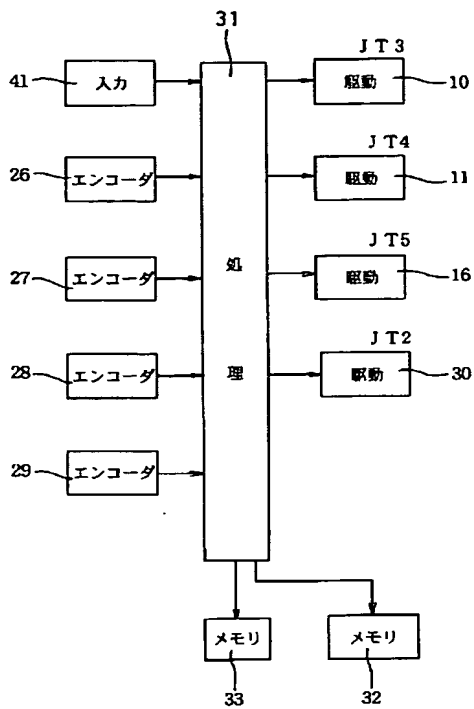 31
41 入力
26 エンコーダ
27 エンコーダ
28 エンコーダ
29 エンコーダ
処理
JT3
駆動 10
JT4
駆動 11
JT5
駆動 16
JT2
駆動 30
メモリ
33
メモリ
32